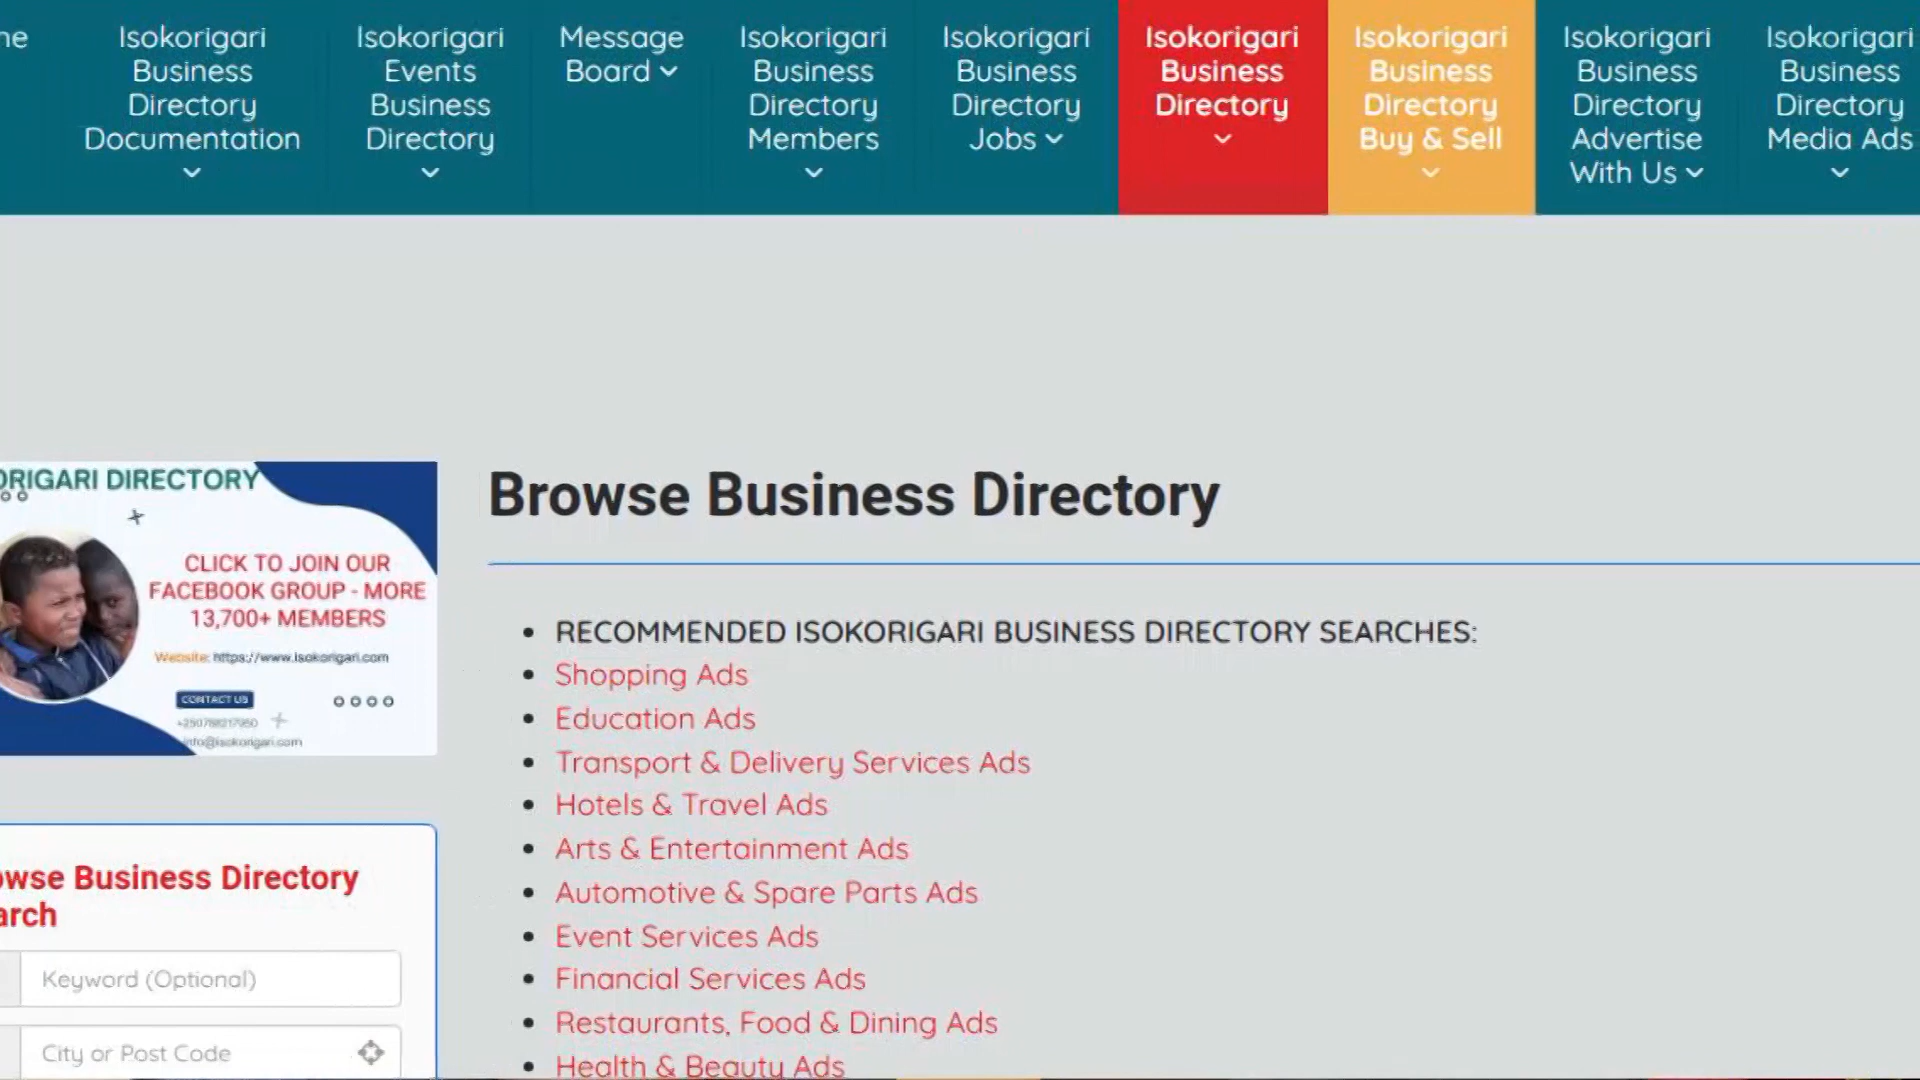 ne
Isokorigari
Business
Directory
Documentation
Isokorigari
Events
Business
Directory
Message
Board
Isokorigari
Business
Directory
Members
Isokorigari
Business
Directory
Jobs
Isokorigari
Business
Directory
Isokorigari
Business
Directory
Buy & Sell
Isokorigari
Business
Directory
Advertise
With Us
Isokorigari
Business
Directory
Media Ads
ORIGARI DIRECTORY
CLICK TO JOIN OUR
FACEBOOK GROUP - MORE
13,700+ MEMBERS
Website: https://www.isokorigari.com
CONTACT US
info@isokorigari.com
owse Business Directory
arch
Keyword (Optional)
City or Post Code
Browse Business Directory
RECOMMENDED ISOKORIGARI BUSINESS DIRECTORY SEARCHES:
Shopping Ads
Education Ads
Transport & Delivery Services Ads
Hotels & Travel Ads
Arts & Entertainment Ads
Automotive & Spare Parts Ads
Event Services Ads
Financial Services Ads
Restaurants, Food & Dining Ads
Health & Beauty Ads